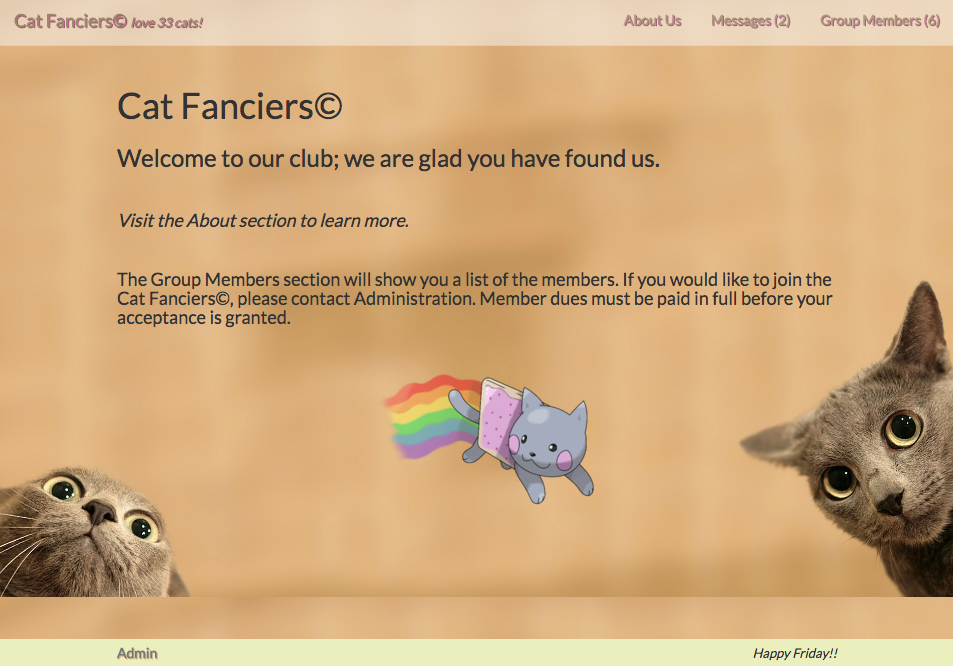 Cat Fanciers© love 33 cats!
About Us Messages (2) Group Members (6)
Cat Fanciers©
Welcome to our club; we are glad you have found us.
Visit the About section to learn more.
The Group Members section will show you a list of the members. If you would like to join the
Cat Fanciers©, please contact Administration. Member dues must be paid in full before your
acceptance is granted.
Admin
Happy Friday!!